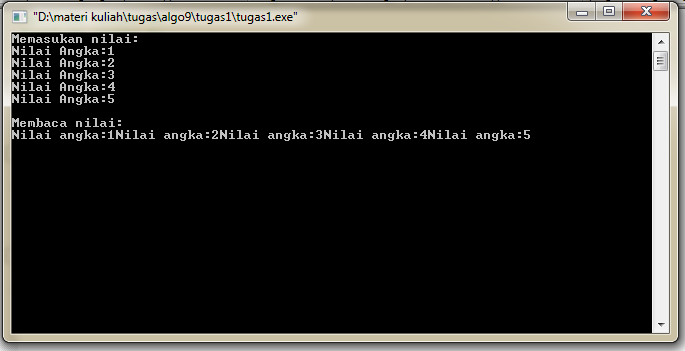 "D:\materi kuliah\tugas\algo9\tugas1\tugas1.exe"
Memasukan nilai:
Nilai Angka:1
Nilai Angka:2
Nilai Angka:3
Nilai Angka:4
Nilai Angka:5
Membaca nilai:
Nilai angka:1Nilai angka:2Nilai angka:3Nilai angka:4Nilai angka:5